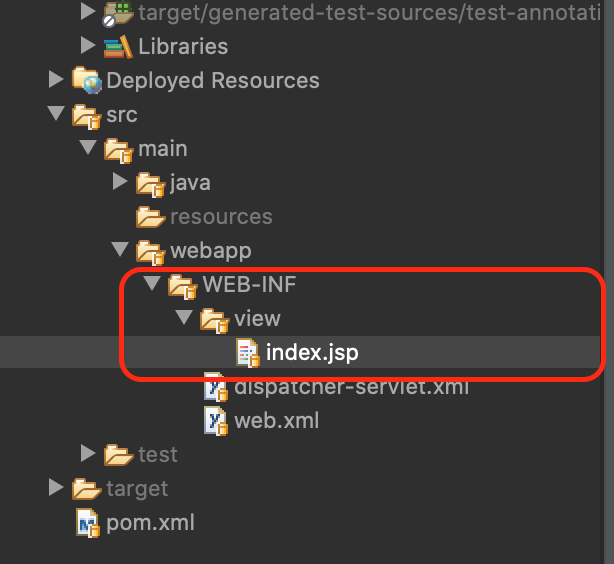 target/generated-test-sources/test-annotati
Libraries
Deployed Resources
src
main
java
resources
webapp
WEB-INF
view
index.jsp
dispatcher-servlet.xml
web.xml
test
target
pom.xml